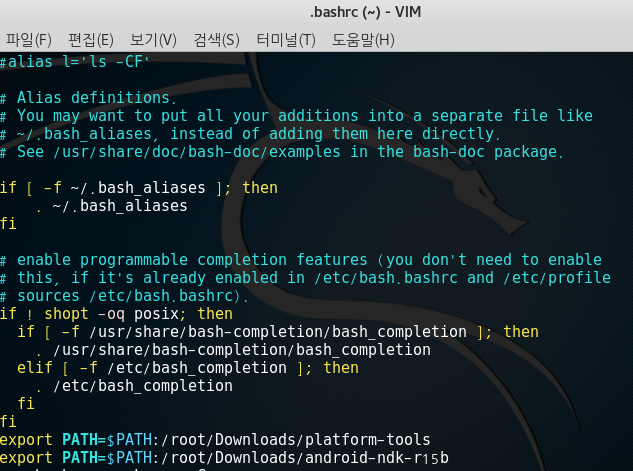 .bashrc (~) - VIM
파일(F) 편집(E) 보기(V) 검색(S) 터미널(T) 도움말(H)
#alias l='ls -CF'
# Alias definitions.
# You may want to put all your additions into a separate file like
# ~/.bash_aliases, instead of adding them here directly.
# See /usr/share/doc/bash-doc/examples in the bash-doc package.
if [ -f ~/.bash_aliases ]; then
    . ~/.bash_aliases
fi
# enable programmable completion features (you don't need to enable
# this, if it's already enabled in /etc/bash.bashrc and /etc/profile
# sources /etc/bash.bashrc).
if ! shopt -oq posix; then
  if [ -f /usr/share/bash-completion/bash_completion ]; then
    . /usr/share/bash-completion/bash_completion
  elif [ -f /etc/bash_completion ]; then
    . /etc/bash_completion
  fi
fi
export PATH=$PATH:/root/Downloads/platform-tools
export PATH=$PATH:/root/Downloads/android-ndk-r15b